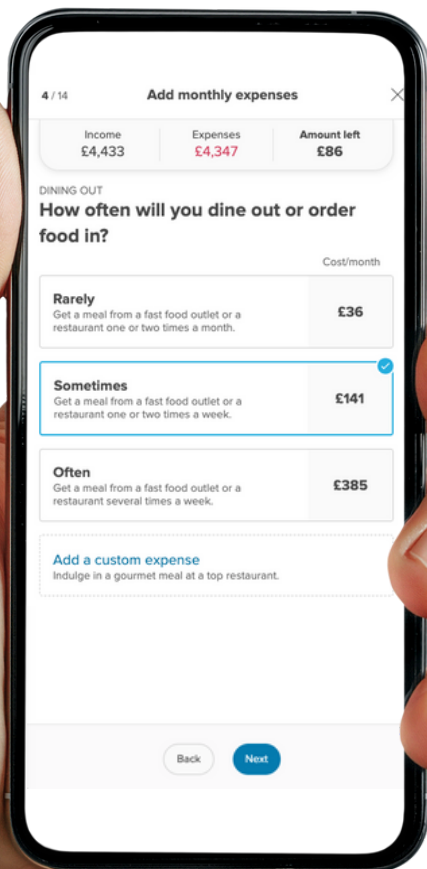 4 / 14 Add monthly expenses
Income Expenses Amount left
£4,433 £4,347 £86
DINING OUT
How often will you dine out or order
food in?
Cost/month
Rarely
Get a meal from a fast food outlet or a
restaurant one or two times a month.
£36
Sometimes
Get a meal from a fast food outlet or a
restaurant one or two times a week.
£141
Often
Get a meal from a fast food outlet or a
restaurant several times a week.
£385
Add a custom expense
Indulge in a gourmet meal at a top restaurant.
Back Next